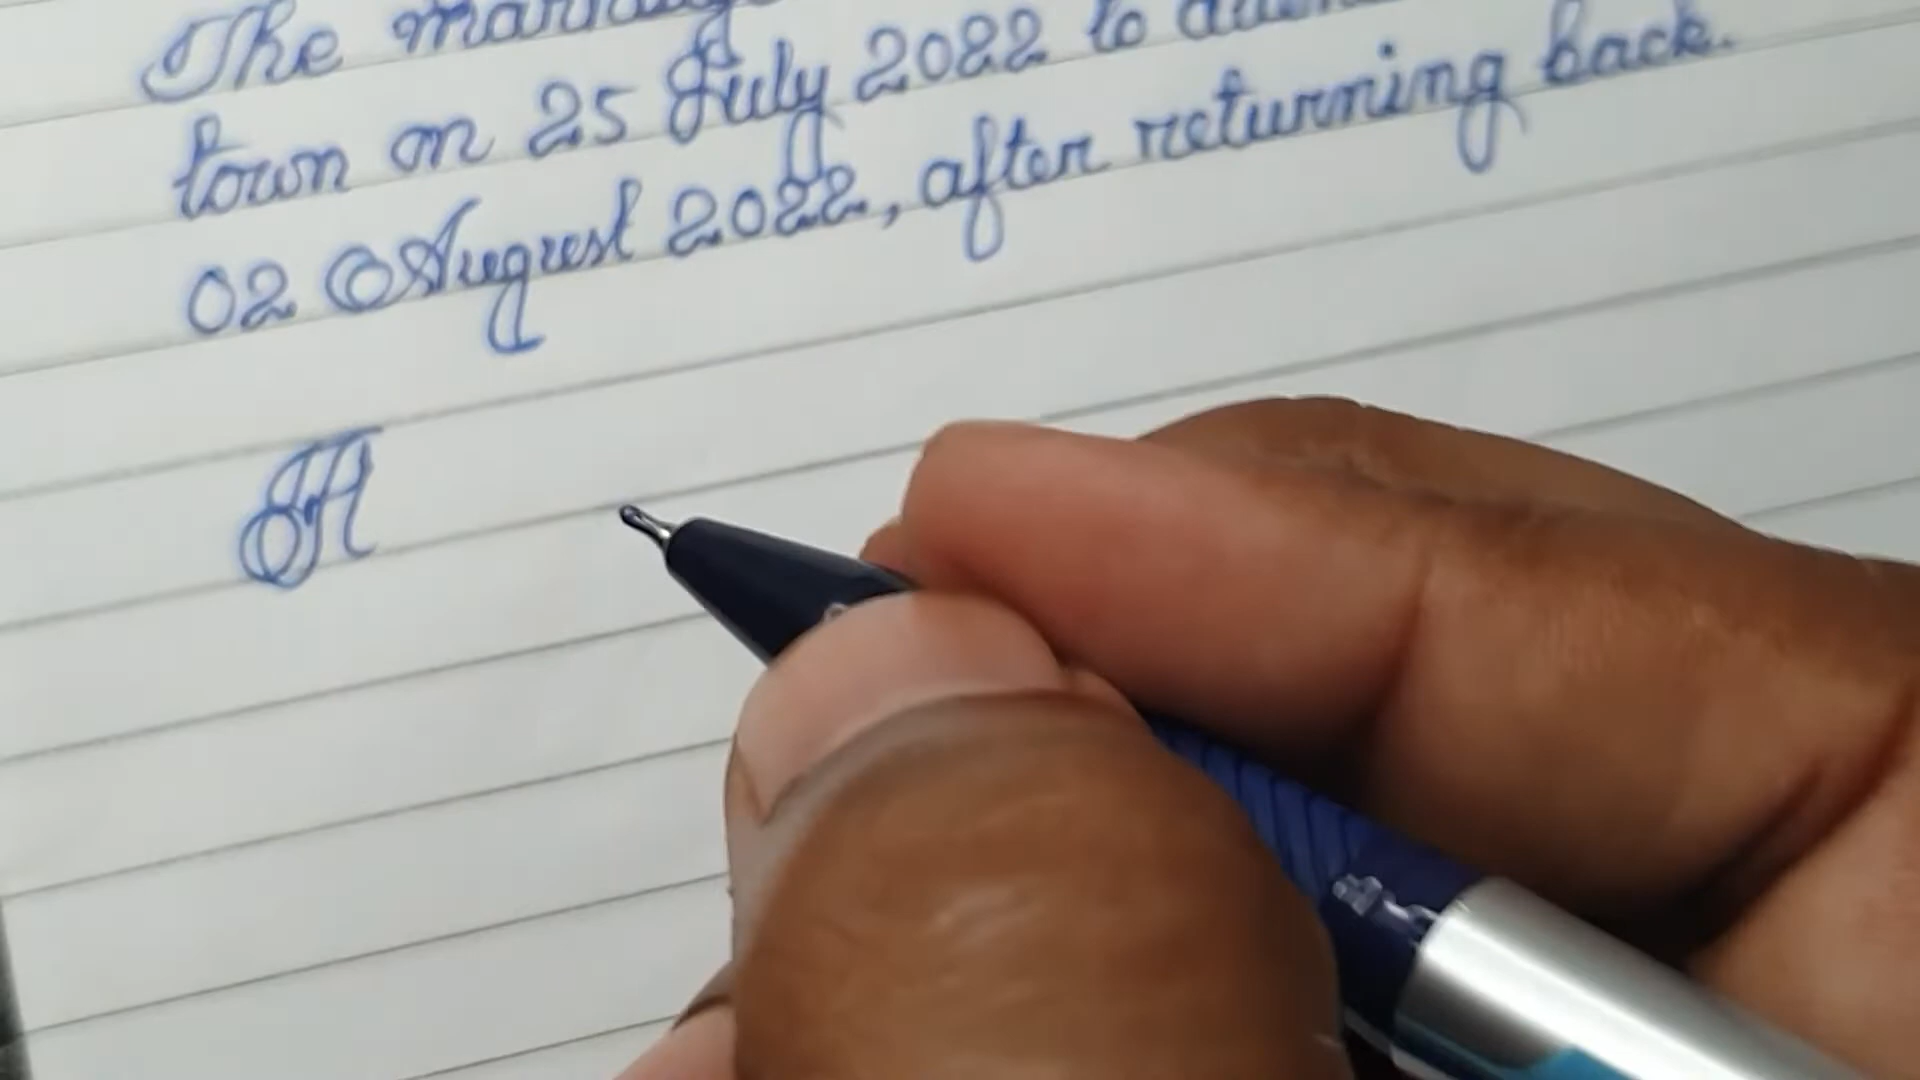 The
town on 25 July 2022 to
02 August 2022, after returning back.
A